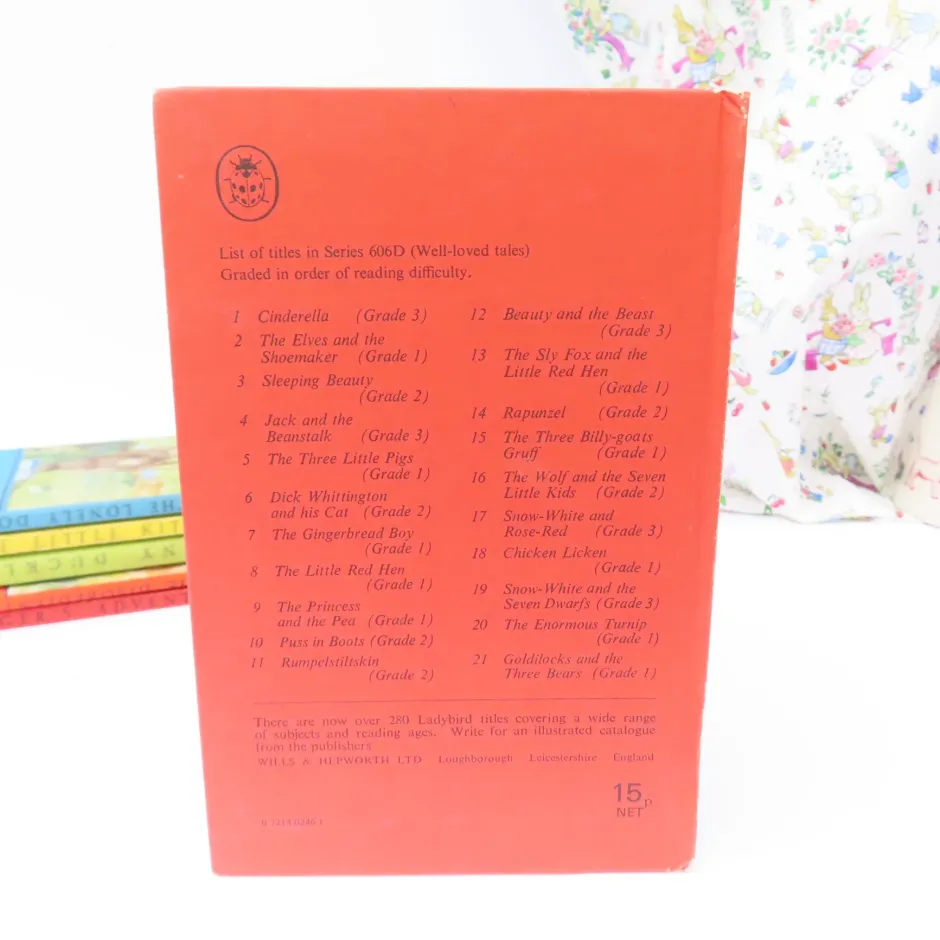 List of titles in Series 606D (Well-loved tales)
Graded in order of reading difficulty.
1 Cinderella (Grade 3)
2 The Elves and the
Shoemaker (Grade 1)
3 Sleeping Beauty
(Grade 2)
4 Jack and the
Beanstalk (Grade 3)
5 The Three Little Pigs
(Grade 1)
6 Dick Whittington
and his Cat (Grade 2)
7 The Gingerbread Boy
(Grade 1)
8 The Little Red Hen
(Grade 1)
9 The Princess
and the Pea (Grade 1)
10 Puss in Boots (Grade 2)
11 Rumpelstiltskin
(Grade 2)
12 Beauty and the Beast
(Grade 3)
13 The Sly Fox and the
Little Red Hen
(Grade 1)
14 Rapunzel (Grade 2)
15 The Three Billy-goats
Gruff (Grade 1)
16 The Wolf and the Seven
Little Kids (Grade 2)
17 Snow-White and
Rose-Red (Grade 3)
18 Chicken Licken
(Grade 1)
19 Snow-White and the
Seven Dwarfs (Grade 3)
20 The Enormous Turnip
(Grade 1)
21 Goldilocks and the
Three Bears (Grade 1)
There are now over 280 Ladybird titles covering a wide range
of subjects and reading ages. Write for an illustrated catalogue
from the publishers
WILLS & HEPWORTH LTD Loughborough Leicestershire England
15p
NET
THE LONELY DO